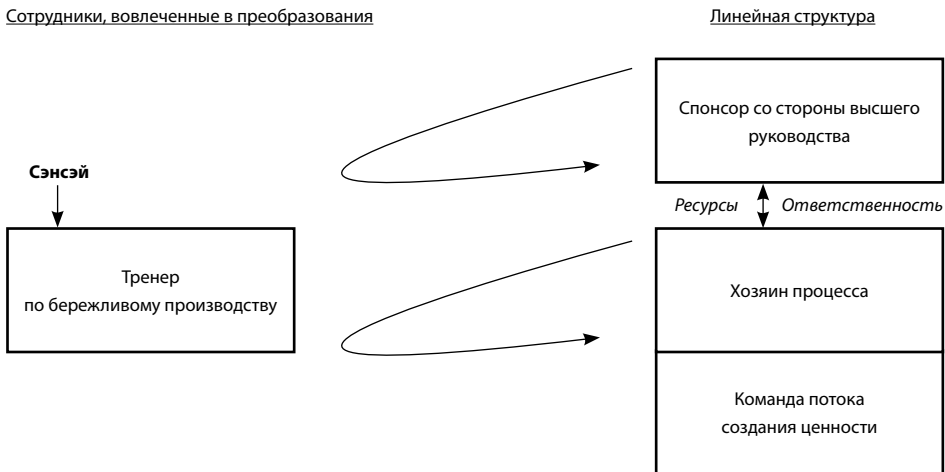 Сотрудники, вовлеченные в преобразования
Линейная структура
Спонсор со стороны высшего
руководства
Сэнсэй
Ресурсы
Ответственность
Тренер
по бережливому производству
Хозяин процесса
Команда потока
создания ценности